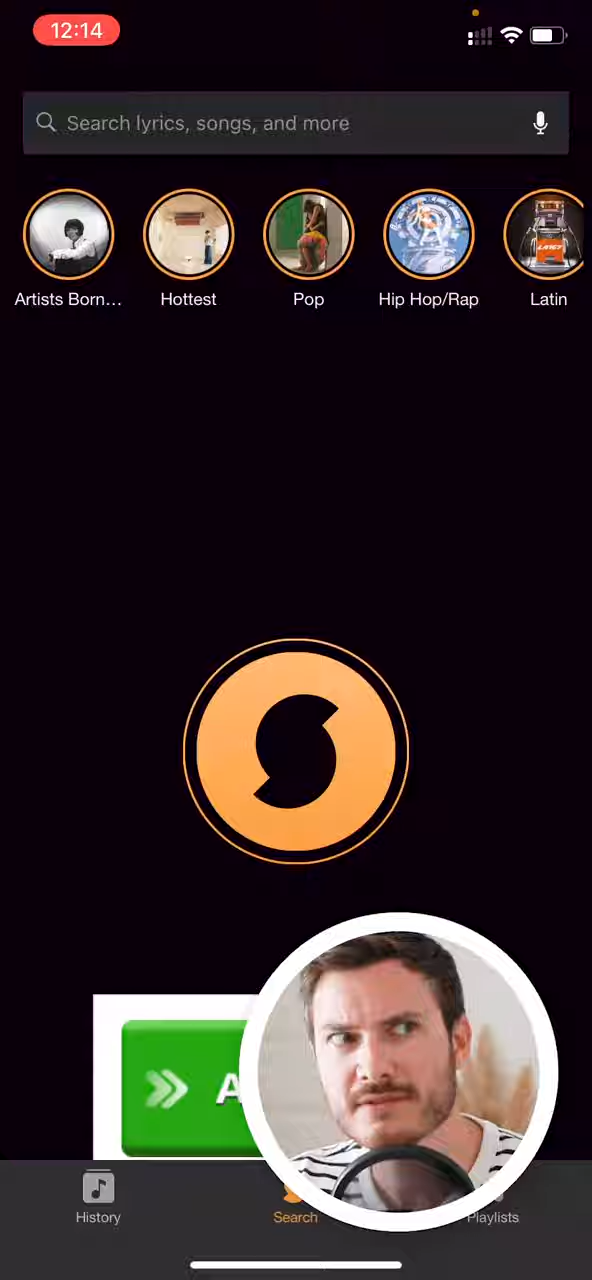 12:14
Search lyrics, songs, and more
Artists Born…
Hottest
Pop
Hip Hop/Rap
Latin
A
History
Search
Playlists